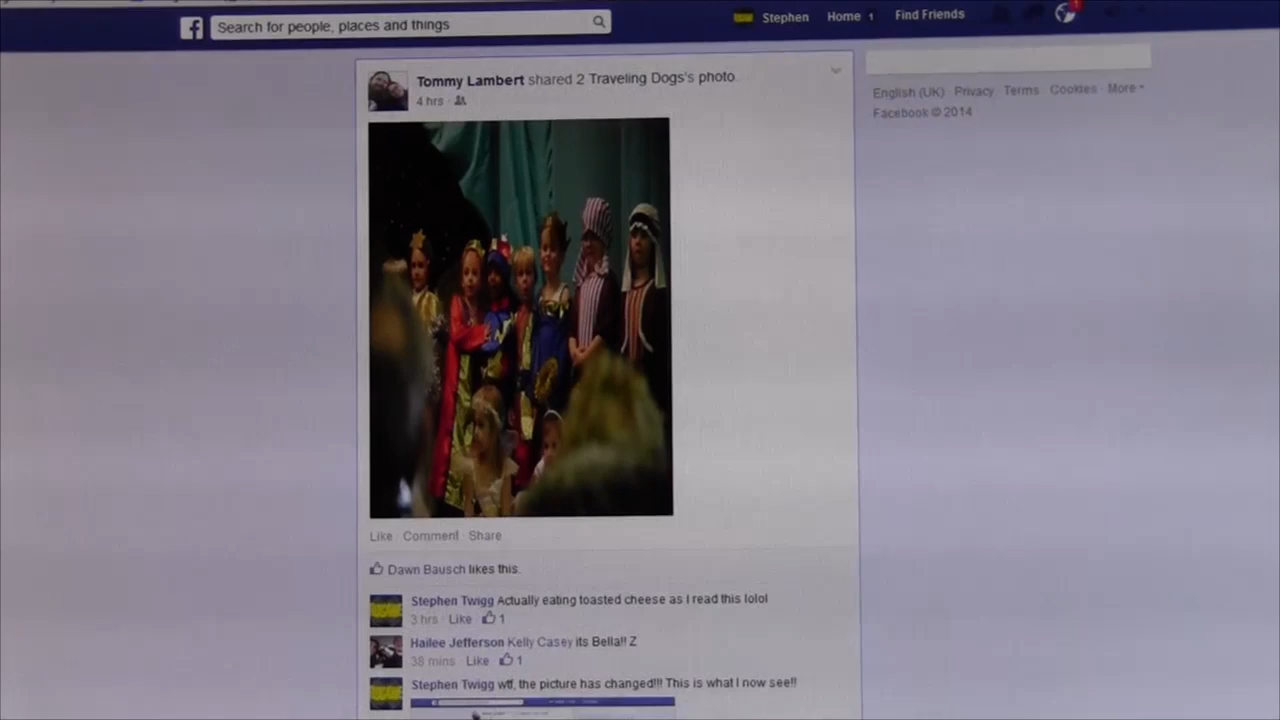 Search for people, places and things
Stephen Home 1 Find Friends
Tommy Lambert shared 2 Traveling Dogs's photo.
4 hrs ·
English (UK) Privacy Terms Cookies More
Facebook © 2014
Like Comment Share
Dawn Bausch likes this.
Stephen Twigg Actually eating toasted cheese as I read this lolol
3 hrs · Like · 1
Hailee Jefferson Kelly Casey its Bella!! Z
38 mins · Like · 1
Stephen Twigg wtf, the picture has changed!!! This is what I now see!!